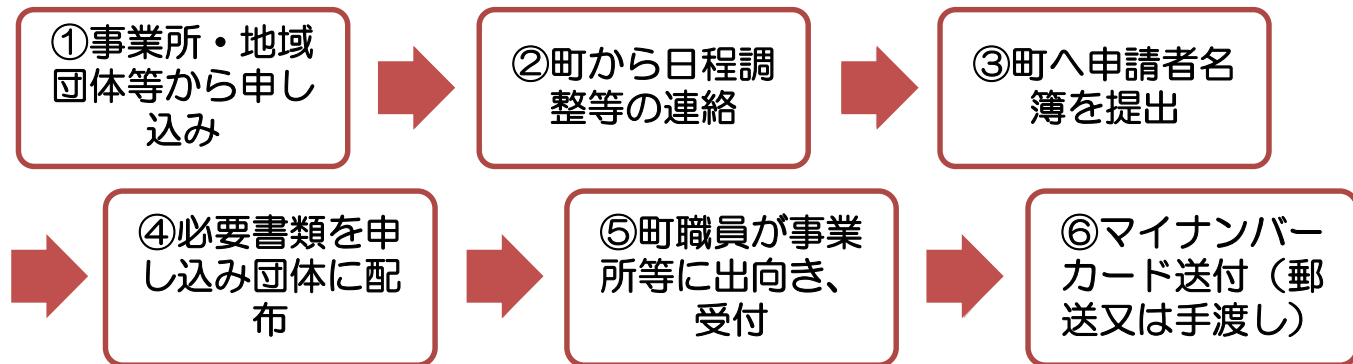 ①事業所・地域
団体等から申し
込み
②町から日程調
整等の連絡
③町へ申請者名
簿を提出
④必要書類を申
し込み団体に配
布
⑤町職員が事業
所等に出向き、
受付
⑥マイナンバー
カード送付（郵
送又は手渡し）